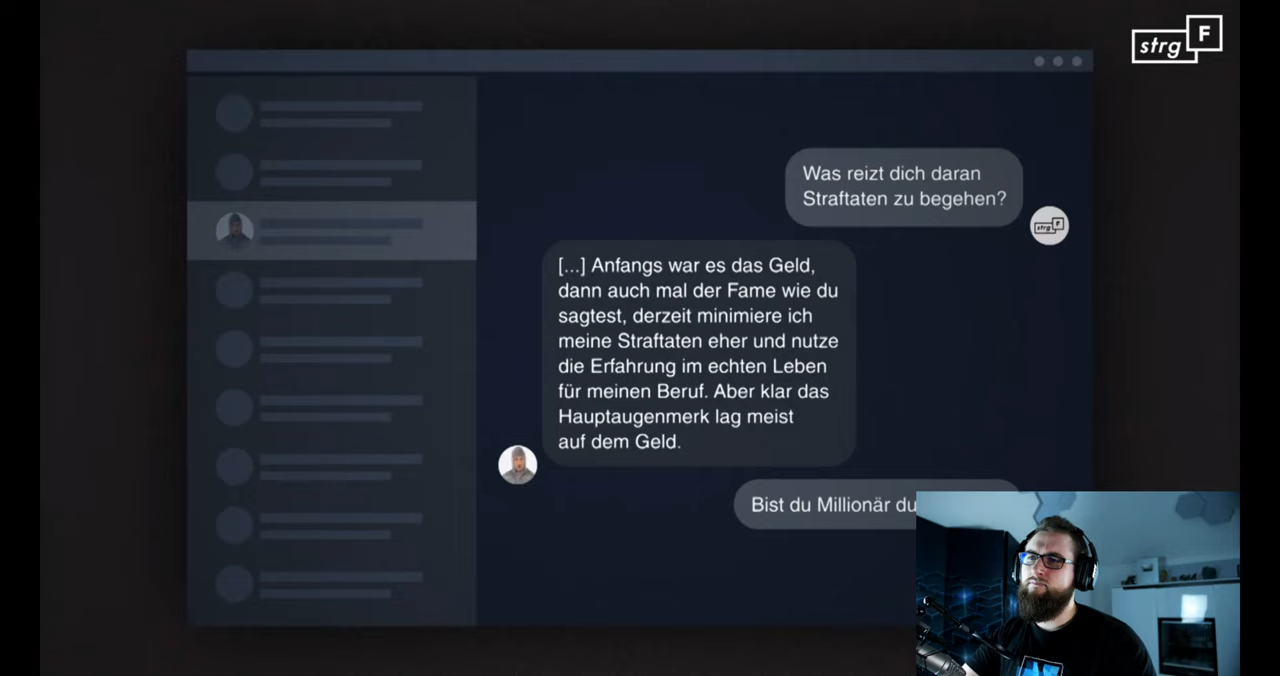 strg F
Was reizt dich daran
Straftaten zu begehen?
strg F
[...] Anfangs war es das Geld,
dann auch mal der Fame wie du
sagtest, derzeit minimiere ich
meine Straftaten eher und nutze
die Erfahrung im echten Leben
für meinen Beruf. Aber klar das
Hauptaugenmerk lag meist
auf dem Geld.
Bist du Millionär du